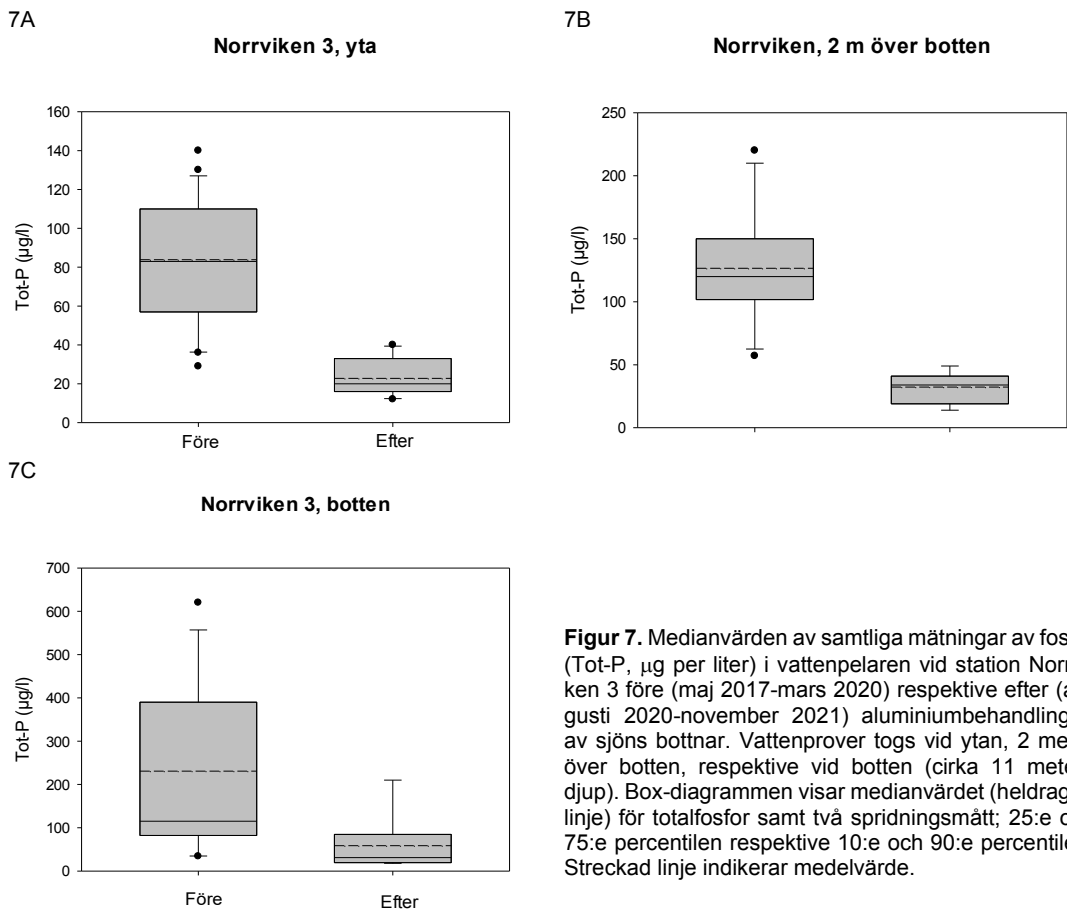 7A
Norrviken 3, yta
160
140
120
100
80
60
40
20
0
Tot-P (µg/l)
Före
Efter
7B
Norrviken, 2 m över botten
250
200
150
100
50
0
Tot-P (µg/l)
7C
Norrviken 3, botten
700
600
500
400
300
200
100
0
Tot-P (µg/l)
Före
Efter
Figur 7. Medianvärden av samtliga mätningar av fos
(Tot-P, µg per liter) i vattenpelaren vid station Norr
ken 3 före (maj 2017-mars 2020) respektive efter (a
gusti 2020-november 2021) aluminiumbehandling
av sjöns bottnar. Vattenprover togs vid ytan, 2 me
över botten, respektive vid botten (cirka 11 mete
djup). Box-diagrammen visar medianvärdet (heldrag
linje) för totalfosfor samt två spridningsmått; 25:e o
75:e percentilen respektive 10:e och 90:e percentile
Streckad linje indikerar medelvärde.